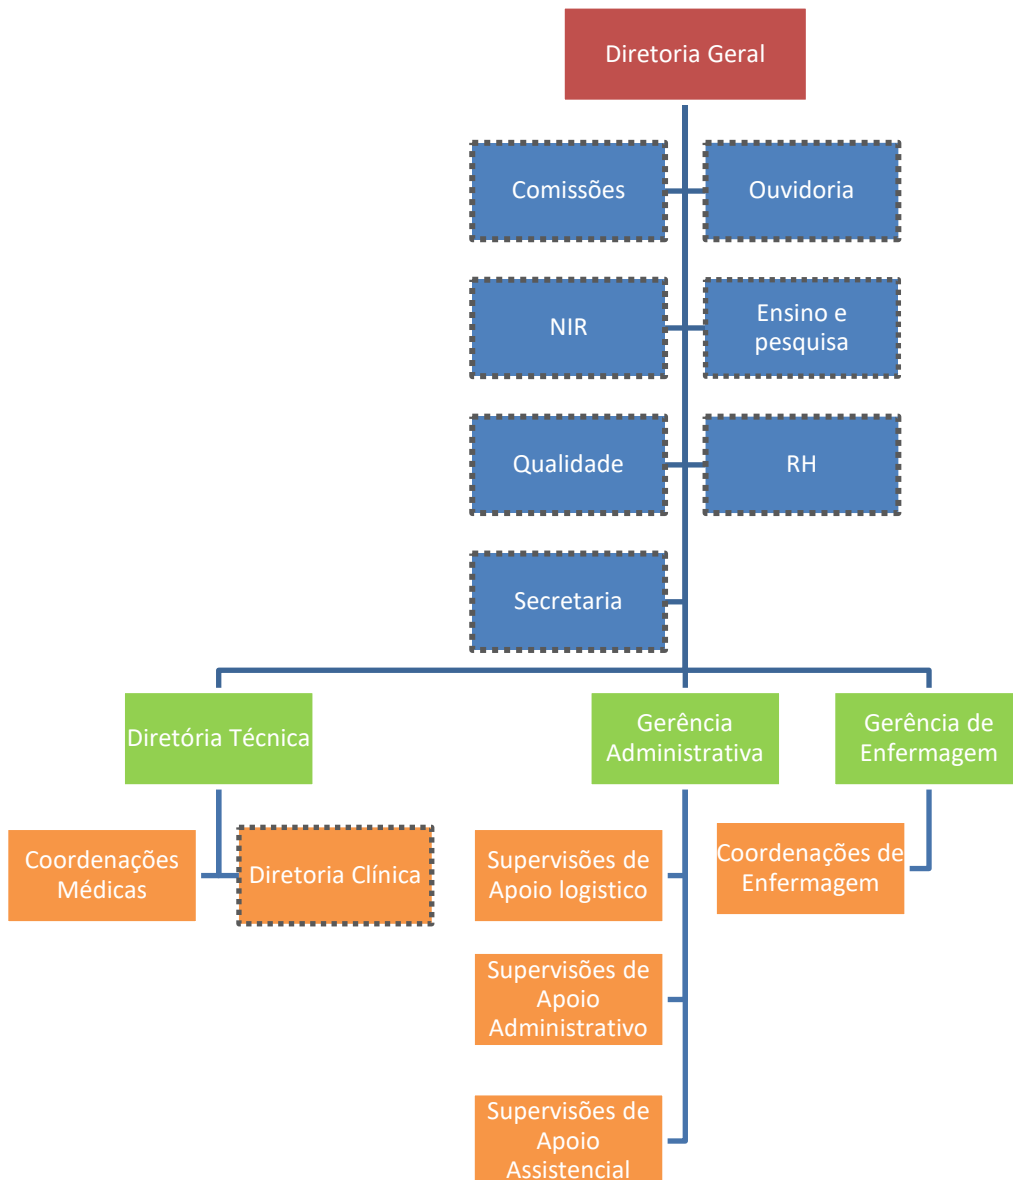 Diretoria Geral
Comissões
Ouvidoria
NIR
Ensino e
pesquisa
Qualidade
RH
Secretaria
Diretória Técnica
Gerência
Administrativa
Gerência de
Enfermagem
Coordenações
Médicas
Diretoria Clínica
Supervisões de
Apoio logistico
Coordenações de
Enfermagem
Supervisões de
Apoio
Administrativo
Supervisões de
Apoio
Assistencial